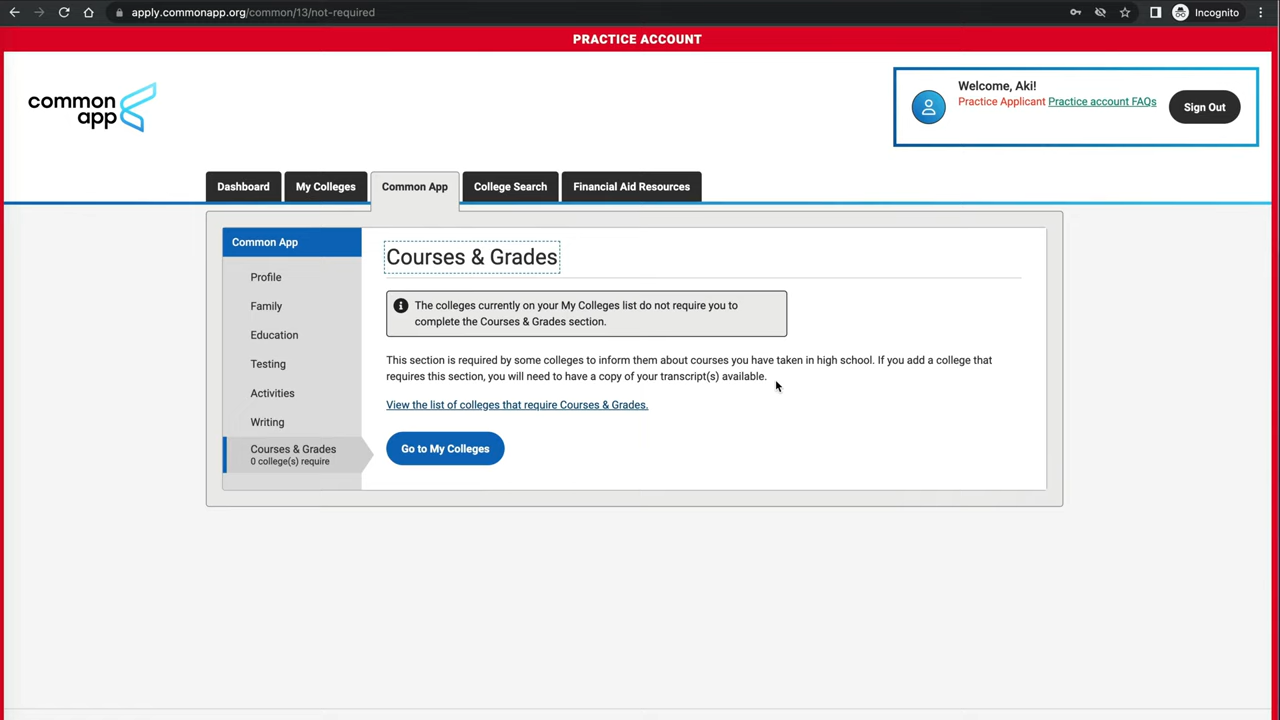 apply.commonapp.org/common/13/not-required
Incognito
PRACTICE ACCOUNT
common
app
Welcome, Aki!
Practice Applicant Practice account FAQs
Sign Out
Dashboard
My Colleges
Common App
College Search
Financial Aid Resources
Common App
Profile
Family
Education
Testing
Activities
Writing
Courses & Grades
0 college(s) require
Courses & Grades
The colleges currently on your My Colleges list do not require you to
complete the Courses & Grades section.
This section is required by some colleges to inform them about courses you have taken in high school. If you add a college that
requires this section, you will need to have a copy of your transcript(s) available.
View the list of colleges that require Courses & Grades.
Go to My Colleges